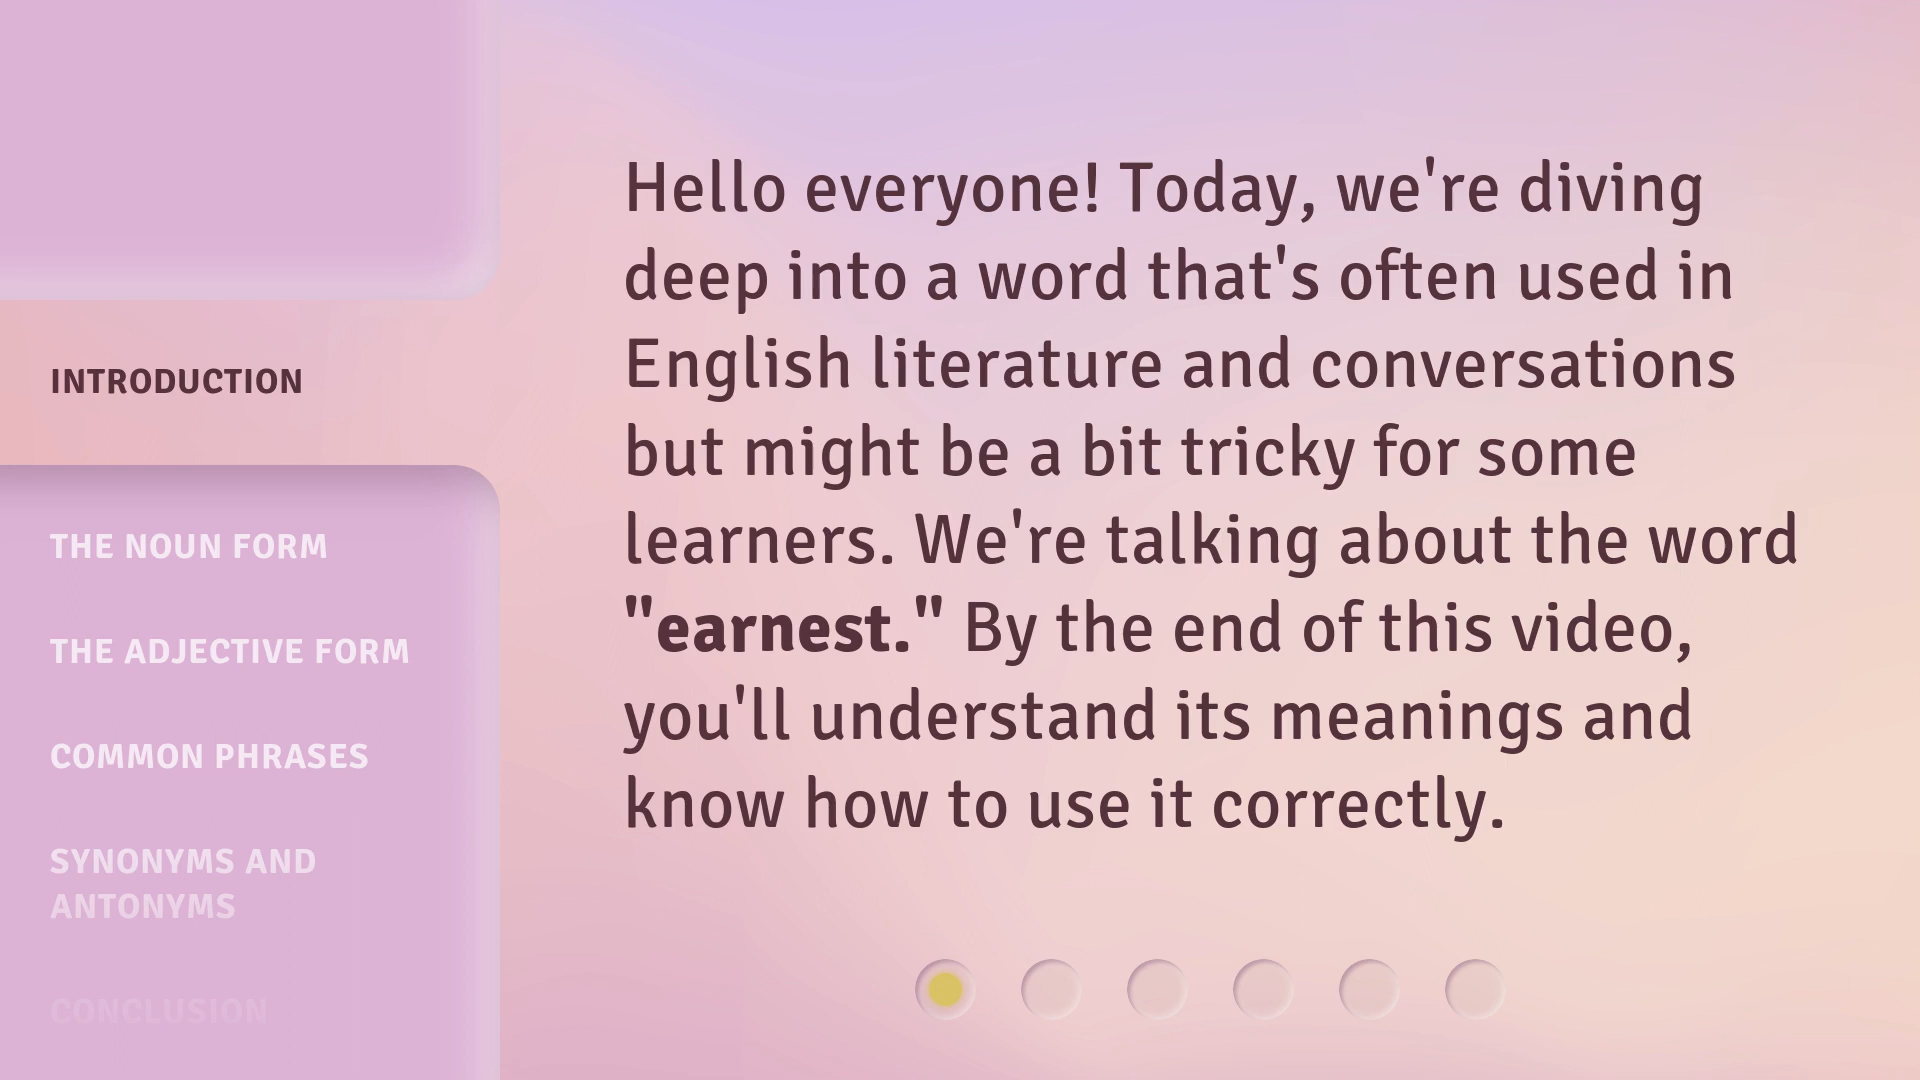 INTRODUCTION
THE NOUN FORM
THE ADJECTIVE FORM
COMMON PHRASES
SYNONYMS AND
ANTONYMS
CONCLUSION
Hello everyone! Today, we're diving
deep into a word that's often used in
English literature and conversations
but might be a bit tricky for some
learners. We're talking about the word
"earnest." By the end of this video,
you'll understand its meanings and
know how to use it correctly.